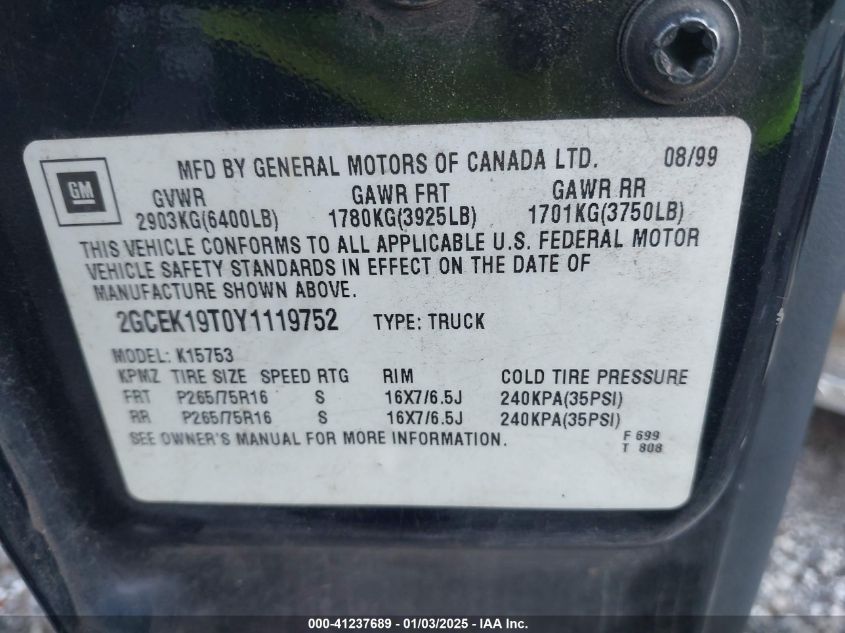 MFD BY GENERAL MOTORS OF CANADA LTD. 08/99
GM
GVWR GAWR FRT GAWR RR
2903KG(6400LB) 1780KG(3925LB) 1701KG(3750LB)
THIS VEHICLE CONFORMS TO ALL APPLICABLE U.S. FEDERAL MOTOR
VEHICLE SAFETY STANDARDS IN EFFECT ON THE DATE OF
MANUFACTURE SHOWN ABOVE.
2GCEK19T0Y1119752 TYPE: TRUCK
MODEL: K15753
KPMZ TIRE SIZE SPEED RTG RIM COLD TIRE PRESSURE
FRT P265/75R16 S 16X7/6.5J 240KPA(35PSI)
RR P265/75R16 S 16X7/6.5J 240KPA(35PSI)
SEE OWNER'S MANUAL FOR MORE INFORMATION.
F 699
T 808
000-41237689 - 01/03/2025 - IAA Inc.